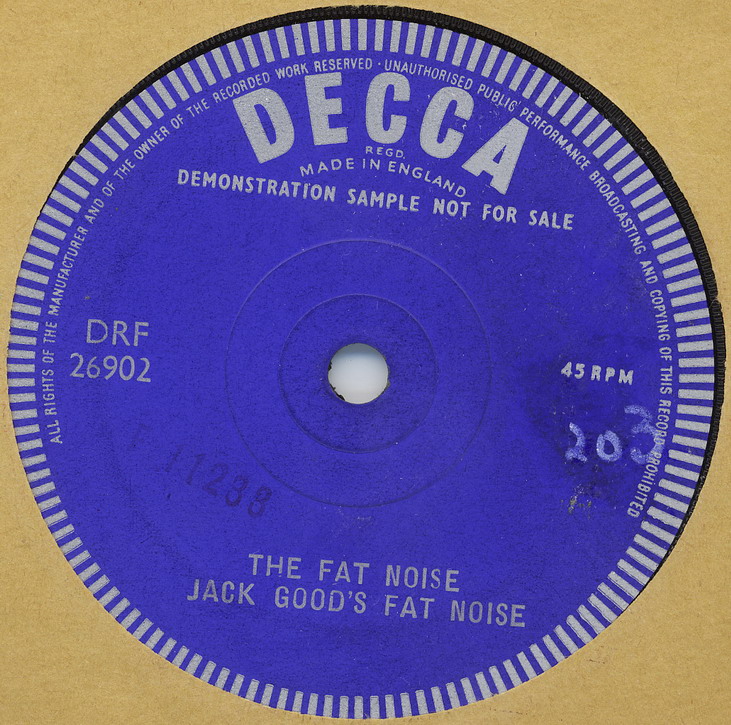 ALL RIGHTS OF THE MANUFACTURER AND OF THE OWNER OF THE RECORDED WORK RESERVED · UNAUTHORISED PUBLIC PERFORMANCE BROADCASTING AND COPYING OF THIS RECORD PROHIBITED
DECCA
REGD.
MADE IN ENGLAND
DEMONSTRATION SAMPLE NOT FOR SALE
DRF
26902
45 RPM
203
F 11233
THE FAT NOISE
JACK GOOD'S FAT NOISE